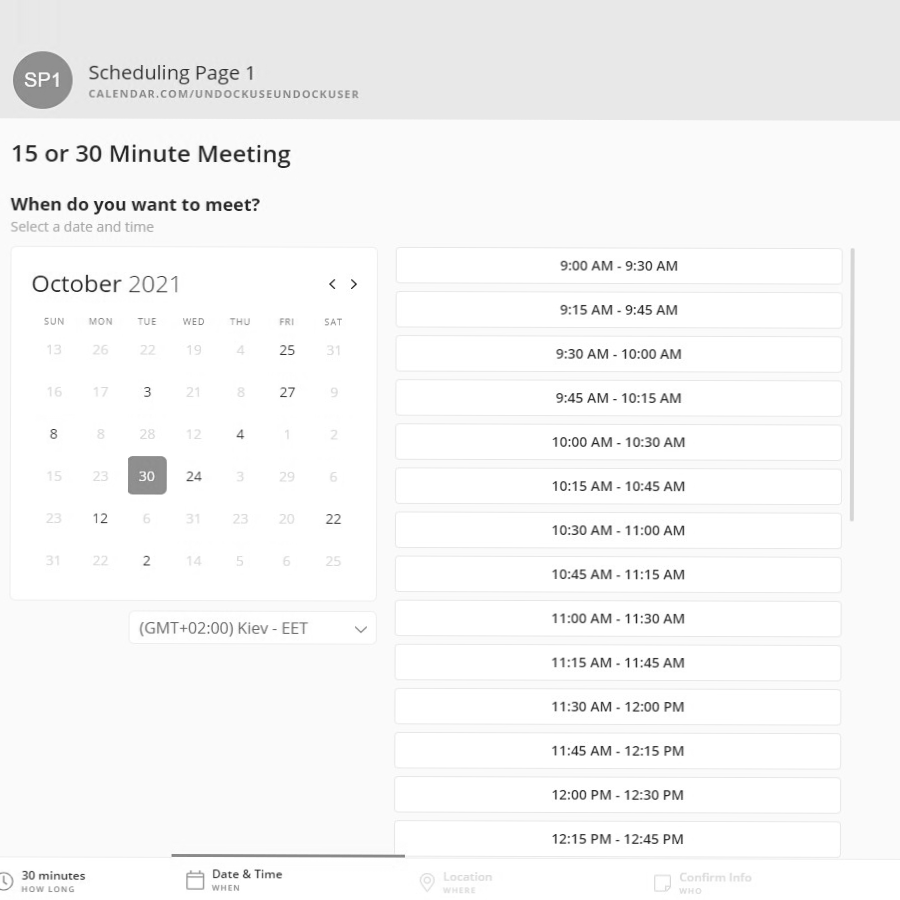 SP1
Scheduling Page 1
CALENDAR.COM/UNDOCKUSEUNDOCKUSER
15 or 30 Minute Meeting
When do you want to meet?
Select a date and time
October 2021
SUN MON TUE WED THU FRI SAT
13 26 22 19 4 25 31
16 17 3 21 8 27 9
8 8 28 12 4 1 2
15 23 30 24 3 29 6
23 12 6 31 23 20 22
31 22 2 14 5 6 25
(GMT+02:00) Kiev - EET
9:00 AM - 9:30 AM
9:15 AM - 9:45 AM
9:30 AM - 10:00 AM
9:45 AM - 10:15 AM
10:00 AM - 10:30 AM
10:15 AM - 10:45 AM
10:30 AM - 11:00 AM
10:45 AM - 11:15 AM
11:00 AM - 11:30 AM
11:15 AM - 11:45 AM
11:30 AM - 12:00 PM
11:45 AM - 12:15 PM
12:00 PM - 12:30 PM
12:15 PM - 12:45 PM
30 minutes
HOW LONG
Date & Time
WHEN
Location
WHERE
Confirm Info
WHO